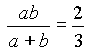 ab/(a + b) = 2/3